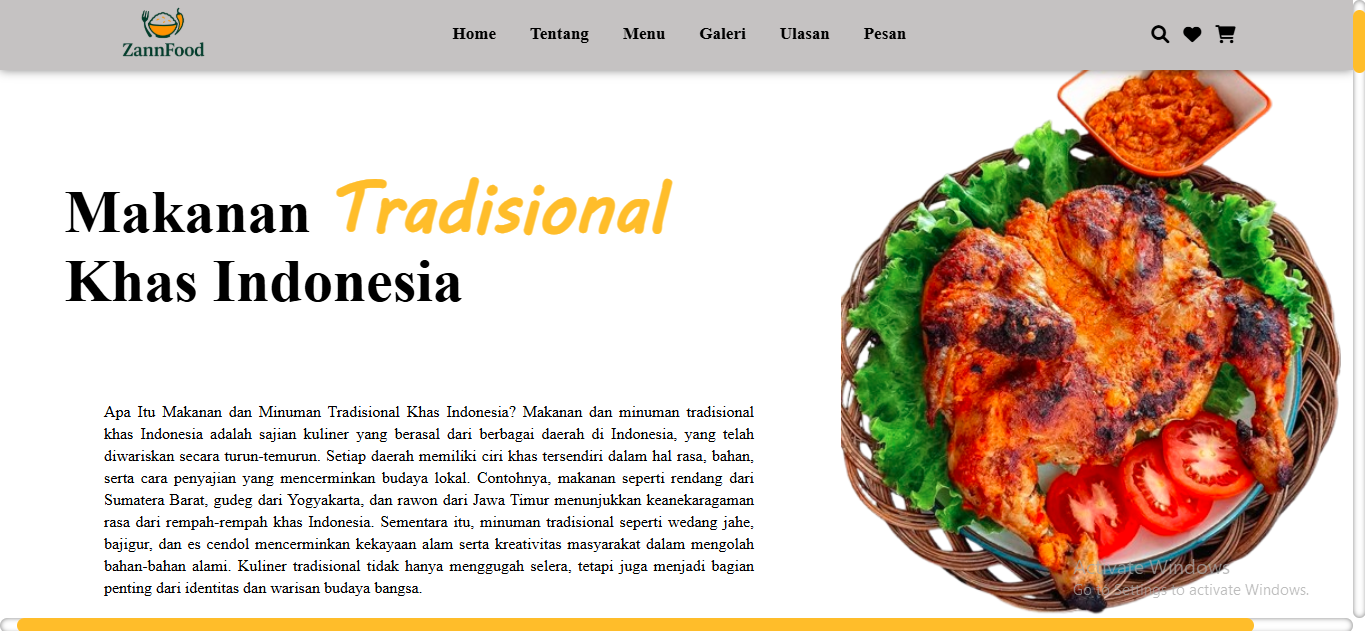 ZannFood
Home Tentang Menu Galeri Ulasan Pesan
Makanan Tradisional
Khas Indonesia
Apa Itu Makanan dan Minuman Tradisional Khas Indonesia? Makanan dan minuman tradisional
khas Indonesia adalah sajian kuliner yang berasal dari berbagai daerah di Indonesia, yang telah
diwariskan secara turun-temurun. Setiap daerah memiliki ciri khas tersendiri dalam hal rasa, bahan,
serta cara penyajian yang mencerminkan budaya lokal. Contohnya, makanan seperti rendang dari
Sumatera Barat, gudeg dari Yogyakarta, dan rawon dari Jawa Timur menunjukkan keanekaragaman
rasa dari rempah-rempah khas Indonesia. Sementara itu, minuman tradisional seperti wedang jahe,
bajigur, dan es cendol mencerminkan kekayaan alam serta kreativitas masyarakat dalam mengolah
bahan-bahan alami. Kuliner tradisional tidak hanya menggugah selera, tetapi juga menjadi bagian
penting dari identitas dan warisan budaya bangsa.
Activate Windows
Go to Settings to activate Windows.